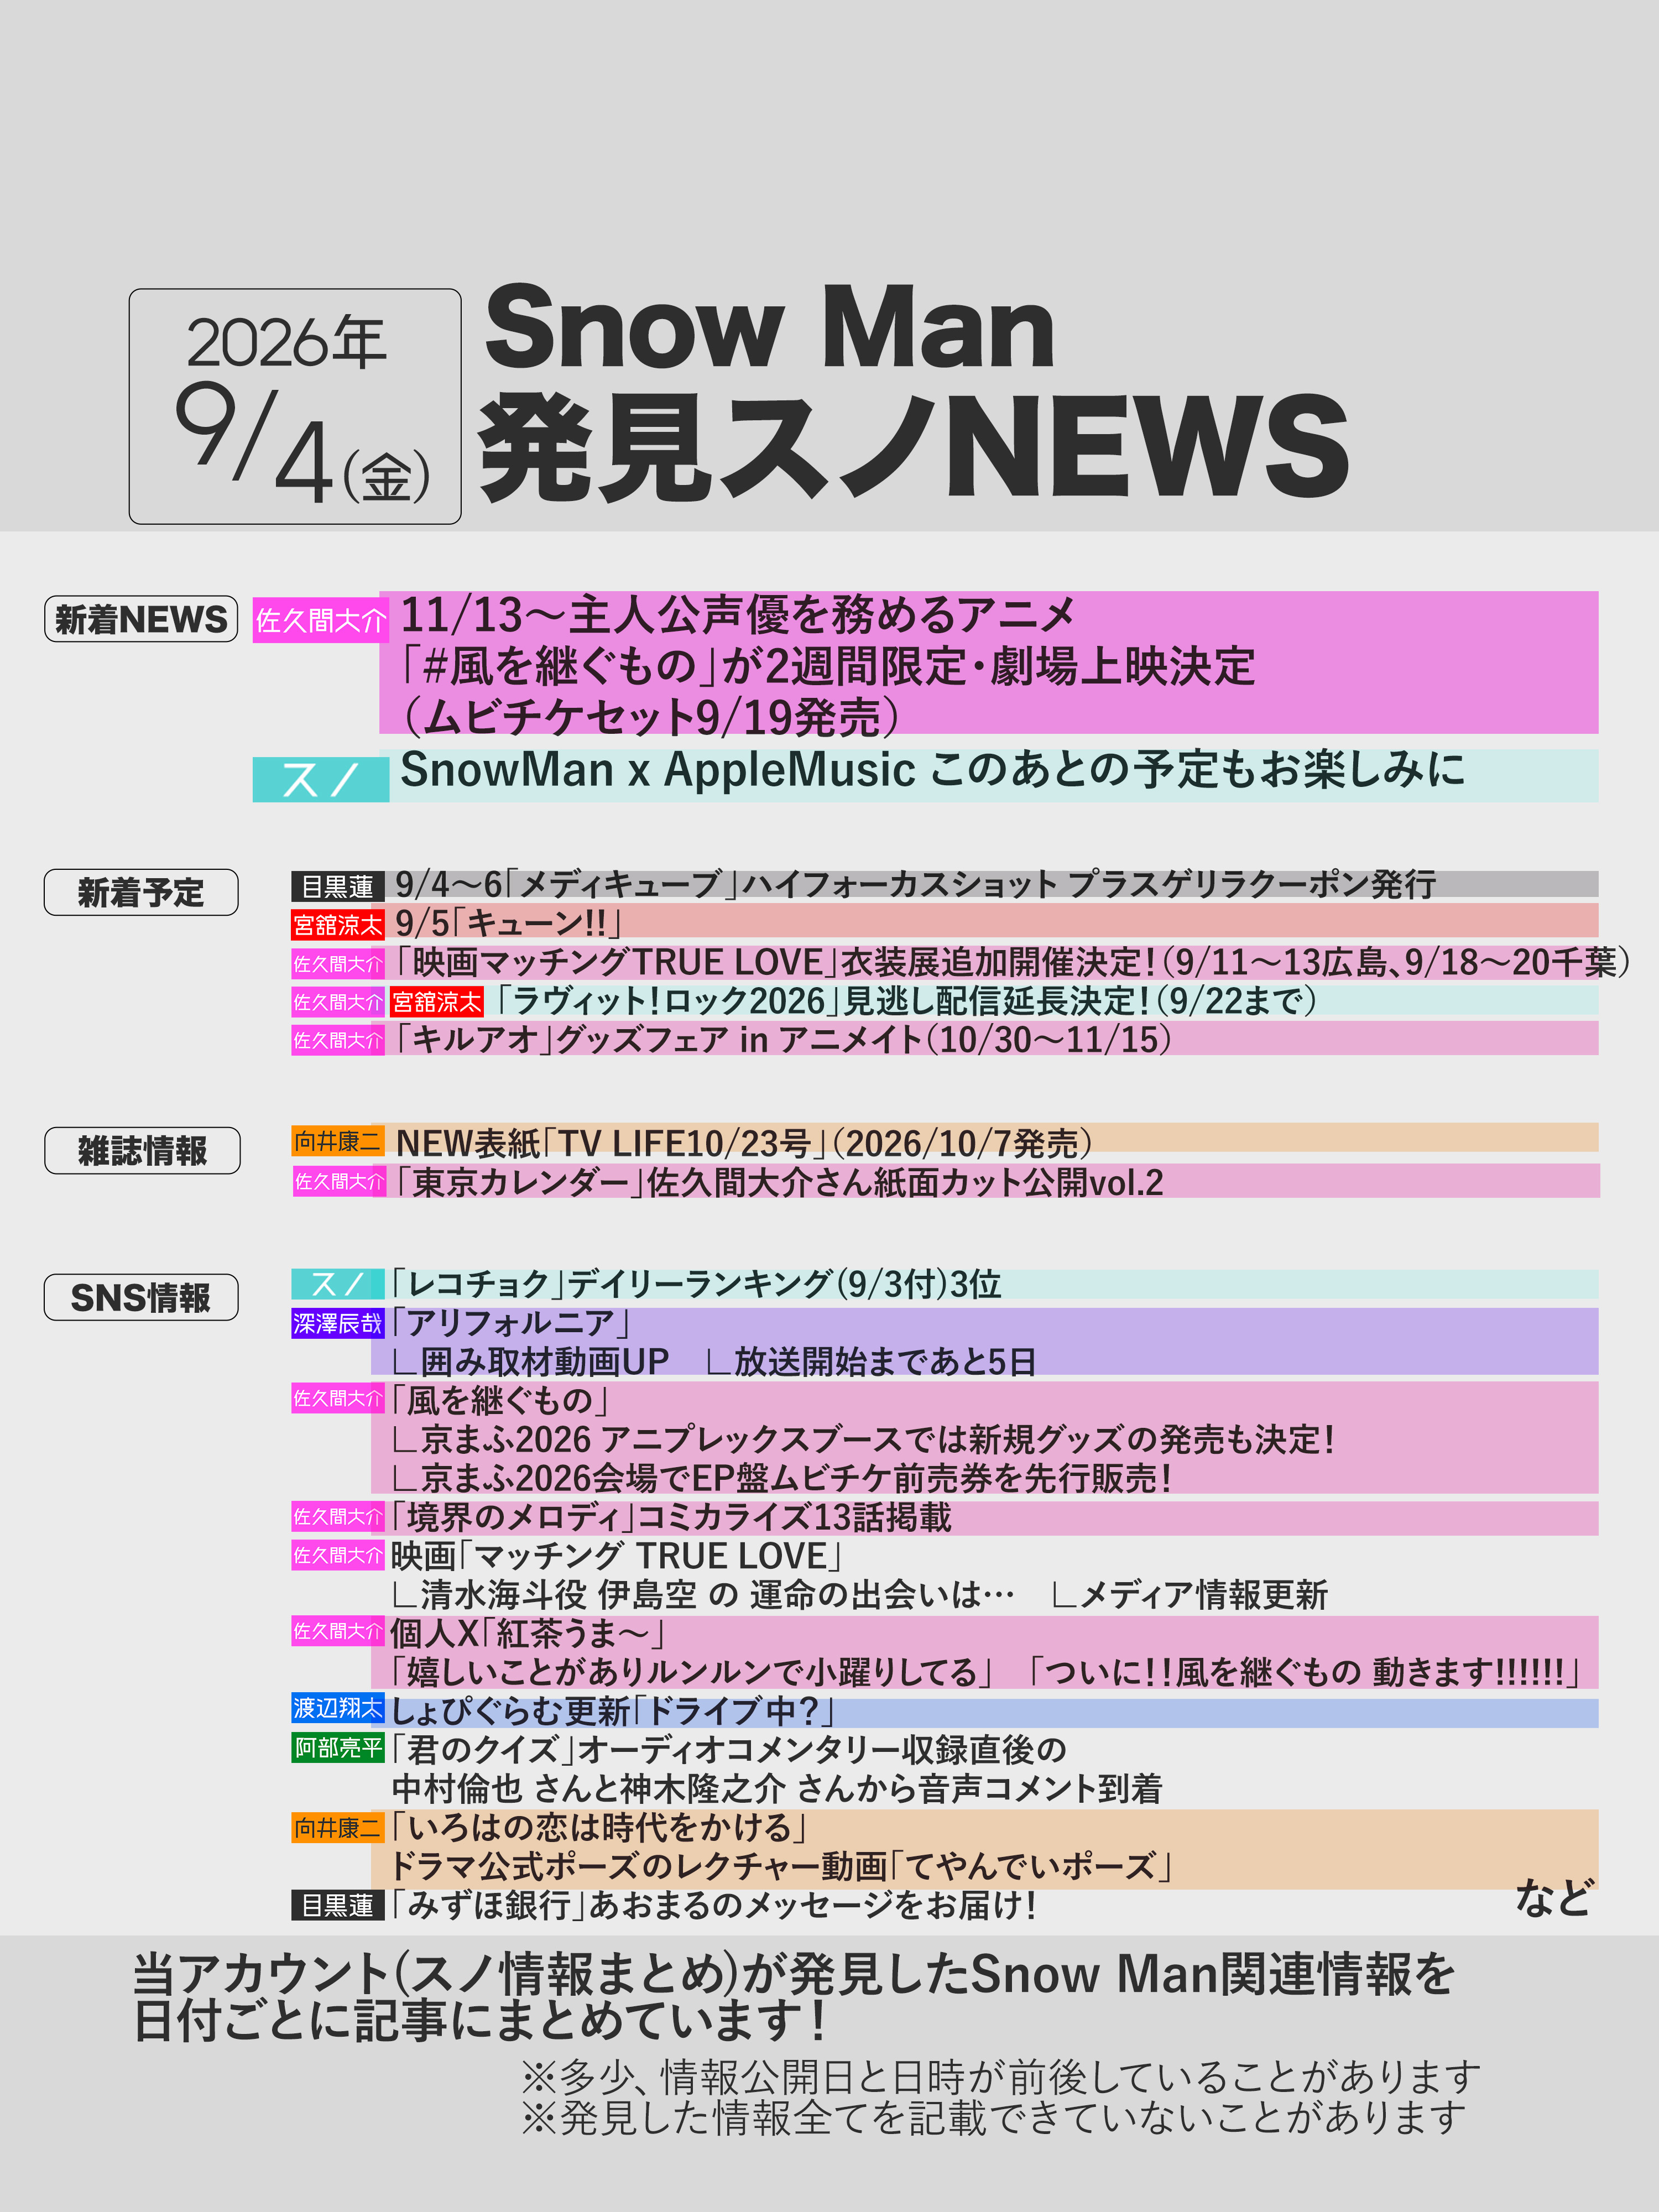 2026年
9/4(金)
Snow Man
発見スノNEWS
新着NEWS
佐久間大介 11/13〜主人公声優を務めるアニメ
「#風を継ぐもの」が2週間限定・劇場上映決定
（ムビチケセット9/19発売）
スノ SnowMan x AppleMusic このあとの予定もお楽しみに
新着予定
目黒蓮 9/4〜6「メディキューブ」ハイフォーカスショット プラスゲリラクーポン発行
宮舘涼太 9/5「キューン!!」
佐久間大介 「映画マッチングTRUE LOVE」衣装展追加開催決定！（9/11〜13広島、9/18〜20千葉）
佐久間大介 宮舘涼太 「ラヴィット！ロック2026」見逃し配信延長決定！（9/22まで）
佐久間大介 「キルアオ」グッズフェア in アニメイト（10/30〜11/15）
雑誌情報
向井康二 NEW表紙「TV LIFE10/23号」（2026/10/7発売）
佐久間大介 「東京カレンダー」佐久間大介さん紙面カット公開vol.2
SNS情報
スノ 「レコチョク」デイリーランキング(9/3付)3位
深澤辰哉 「アリフォルニア」
∟囲み取材動画UP　∟放送開始まであと5日
佐久間大介 「風を継ぐもの」
∟京まふ2026 アニプレックスブースでは新規グッズの発売も決定！
∟京まふ2026会場でEP盤ムビチケ前売券を先行販売！
佐久間大介 「境界のメロディ」コミカライズ13話掲載
佐久間大介 映画「マッチング TRUE LOVE」
∟清水海斗役 伊島空 の 運命の出会いは…　∟メディア情報更新
佐久間大介 個人X「紅茶うま〜」
「嬉しいことがありルンルンで小躍りしてる」　「ついに！！風を継ぐもの 動きます!!!!!!」
渡辺翔太 しょぴぐらむ更新「ドライブ中？」
阿部亮平 「君のクイズ」オーディオコメンタリー収録直後の
中村倫也 さんと神木隆之介 さんから音声コメント到着
向井康二 「いろはの恋は時代をかける」
ドラマ公式ポーズのレクチャー動画「てやんでいポーズ」
目黒蓮 「みずほ銀行」あおまるのメッセージをお届け！
など
当アカウント(スノ情報まとめ)が発見したSnow Man関連情報を
日付ごとに記事にまとめています！
※多少、情報公開日と日時が前後していることがあります
※発見した情報全てを記載できていないことがあります